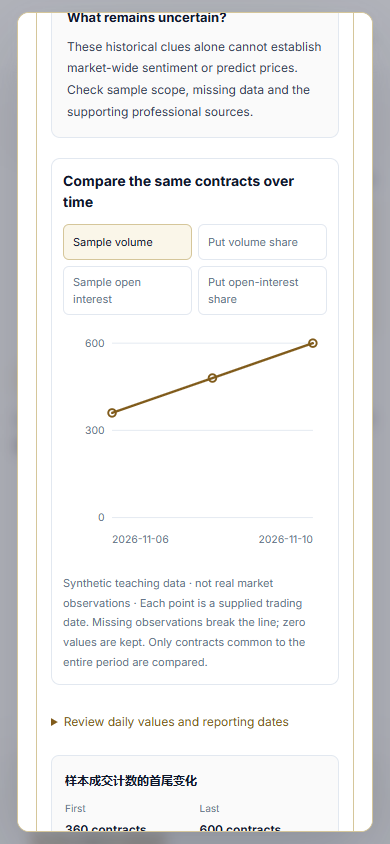 What remains uncertain?
These historical clues alone cannot establish
market-wide sentiment or predict prices.
Check sample scope, missing data and the
supporting professional sources.
Compare the same contracts over
time
Sample volume
Put volume share
Sample open
interest
Put open-interest
share
600
300
0
2026-11-06
2026-11-10
Synthetic teaching data · not real market
observations · Each point is a supplied trading
date. Missing observations break the line; zero
values are kept. Only contracts common to the
entire period are compared.
Review daily values and reporting dates
样本成交计数的首尾变化
First
Last
360 contracts
600 contracts